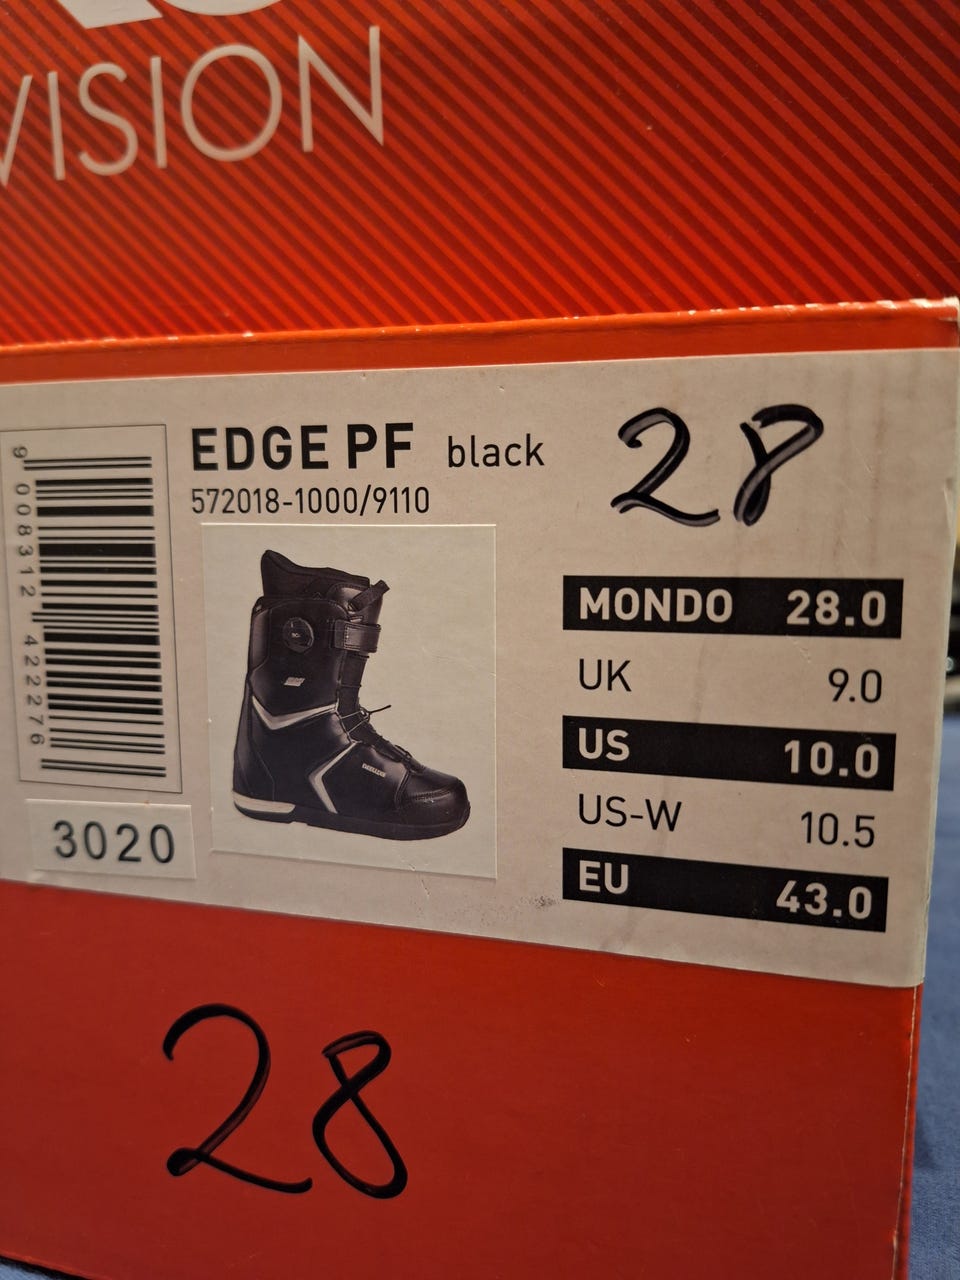 VISION
EDGE PF black
572018-1000/9110
28
9 008312 422276
3020
MONDO 28.0
UK 9.0
US 10.0
US-W 10.5
EU 43.0
28